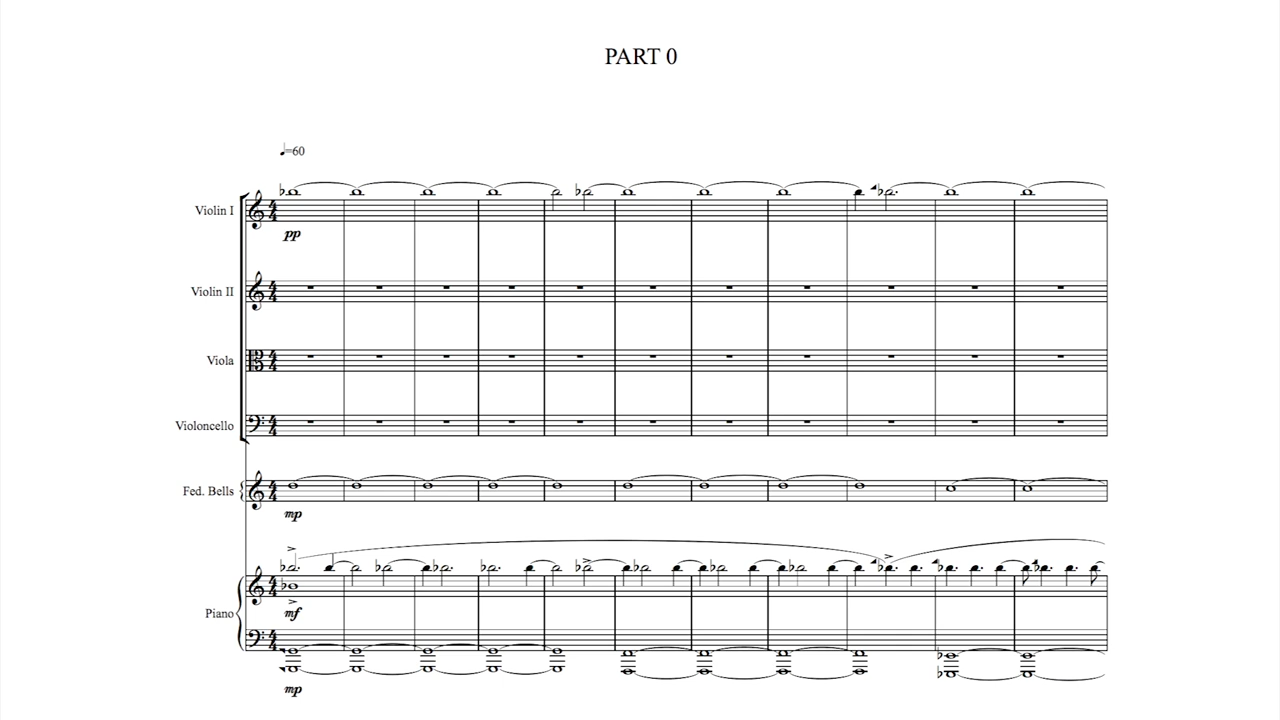 PART 0
♩=60
Violin I
pp
Violin II
Viola
Violoncello
Fed. Bells
mp
Piano
mf
mp